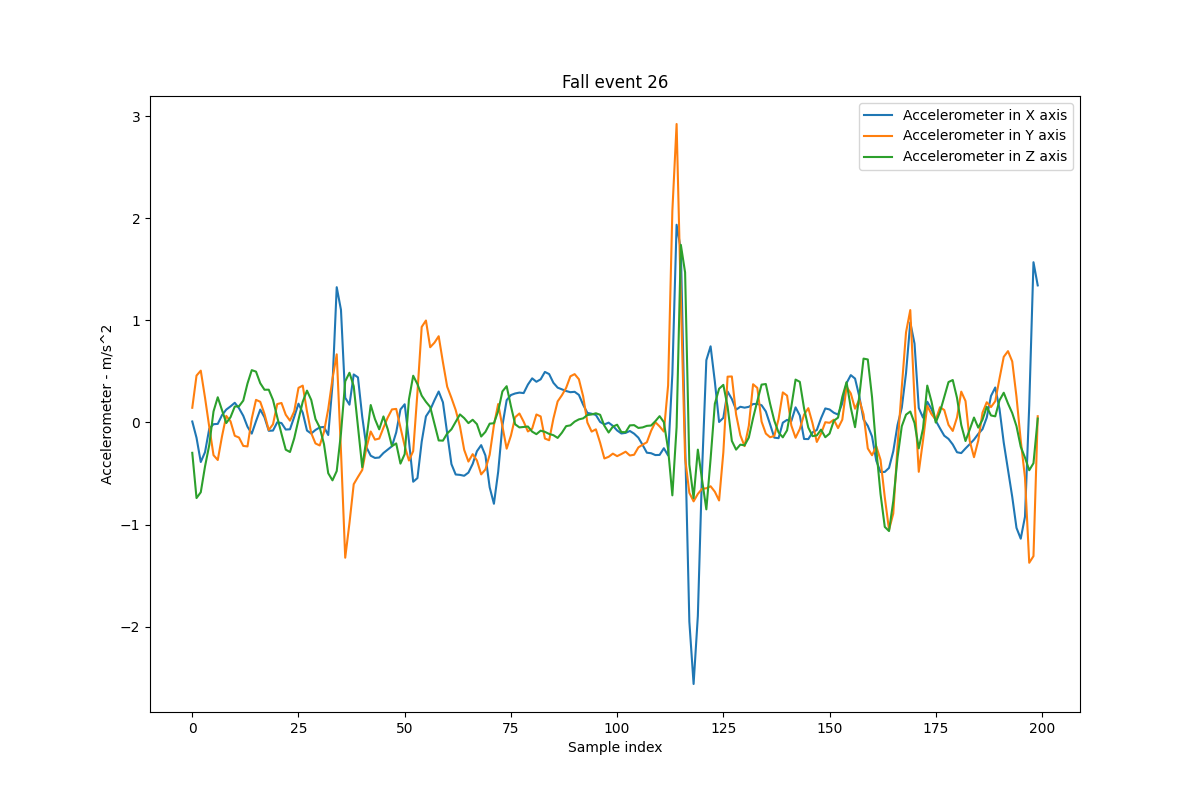 Fall event 26
Accelerometer in X axis
Accelerometer in Y axis
Accelerometer in Z axis
Accelerometer - m/s^2
3
2
1
0
−1
−2
0 25 50 75 100 125 150 175 200
Sample index